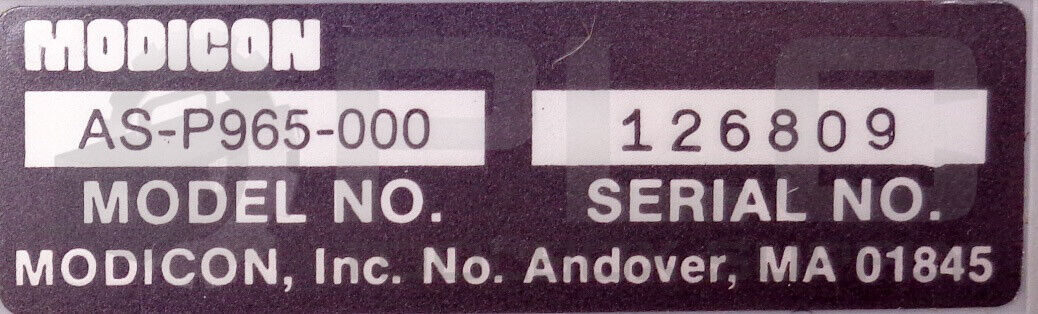 MODICON
AS-P965-000 126809
MODEL NO. SERIAL NO.
MODICON, Inc. No. Andover, MA 01845